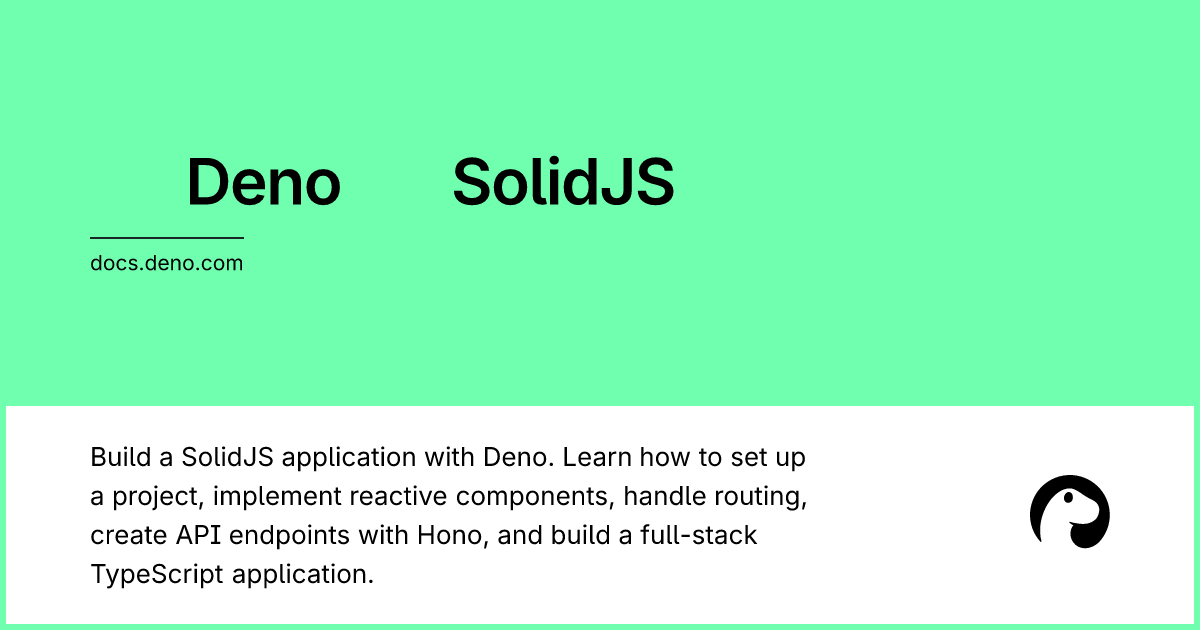 Deno SolidJS
docs.deno.com
Build a SolidJS application with Deno. Learn how to set up
a project, implement reactive components, handle routing,
create API endpoints with Hono, and build a full-stack
TypeScript application.